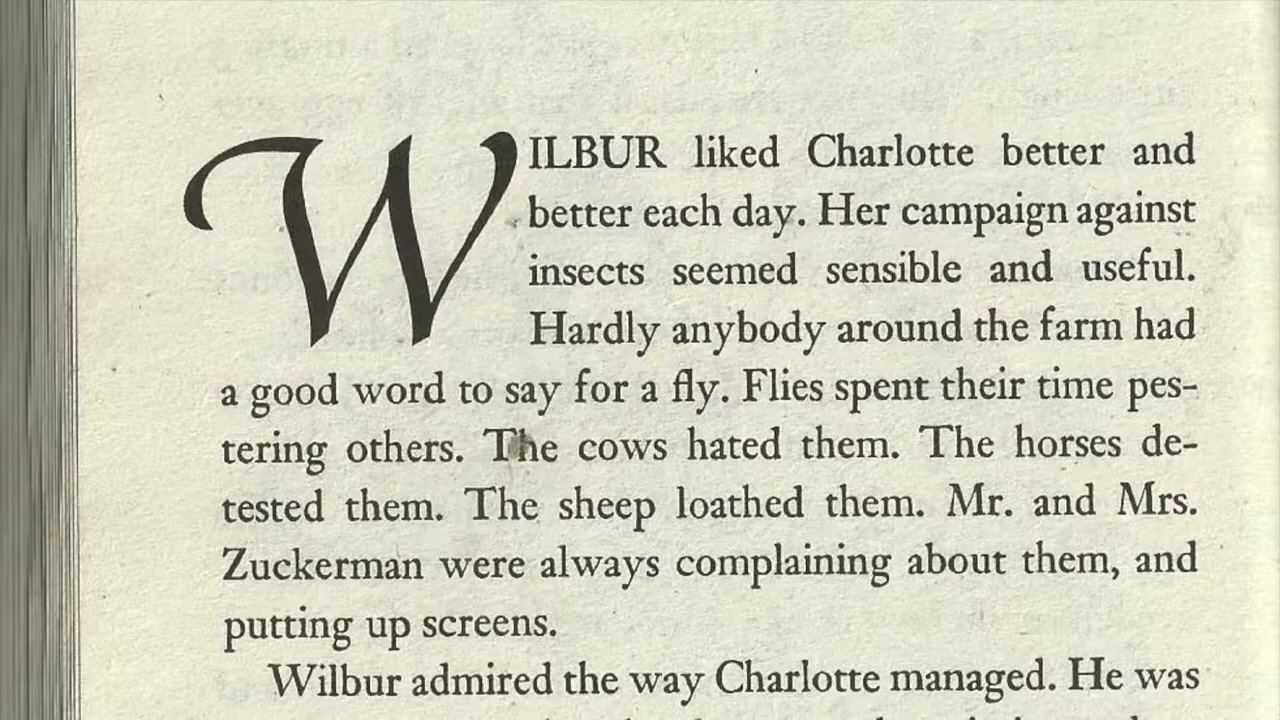 WILBUR liked Charlotte better and
better each day. Her campaign against
insects seemed sensible and useful.
Hardly anybody around the farm had
a good word to say for a fly. Flies spent their time pes-
tering others. The cows hated them. The horses de-
tested them. The sheep loathed them. Mr. and Mrs.
Zuckerman were always complaining about them, and
putting up screens.
Wilbur admired the way Charlotte managed. He was